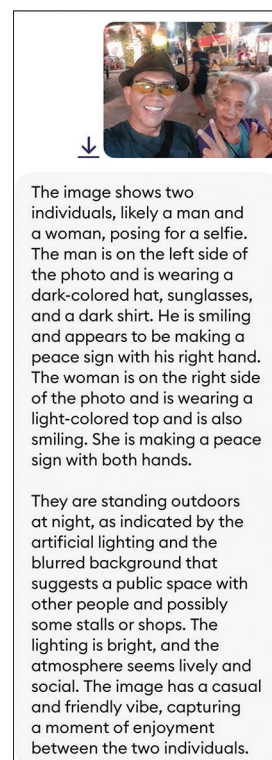 The image shows two
individuals, likely a man and
a woman, posing for a selfie.
The man is on the left side of
the photo and is wearing a
dark-colored hat, sunglasses,
and a dark shirt. He is smiling
and appears to be making a
peace sign with his right hand.
The woman is on the right side
of the photo and is wearing a
light-colored top and is also
smiling. She is making a peace
sign with both hands.
They are standing outdoors
at night, as indicated by the
artificial lighting and the
blurred background that
suggests a public space with
other people and possibly
some stalls or shops. The
lighting is bright, and the
atmosphere seems lively and
social. The image has a casual
and friendly vibe, capturing
a moment of enjoyment
between the two individuals.